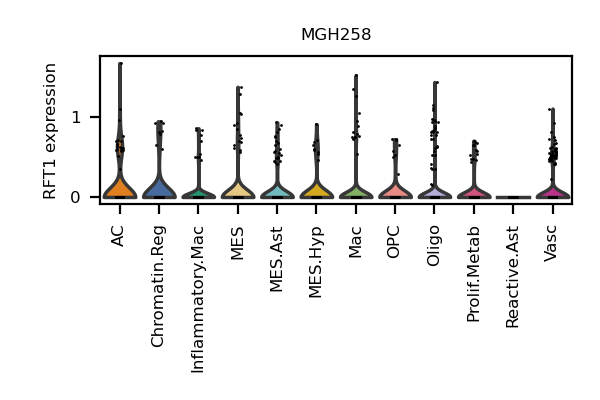 MGH258
RFT1 expression
1
0
AC
Chromatin.Reg
Inflammatory.Mac
MES
MES.Ast
MES.Hyp
Mac
OPC
Oligo
Prolif.Metab
Reactive.Ast
Vasc